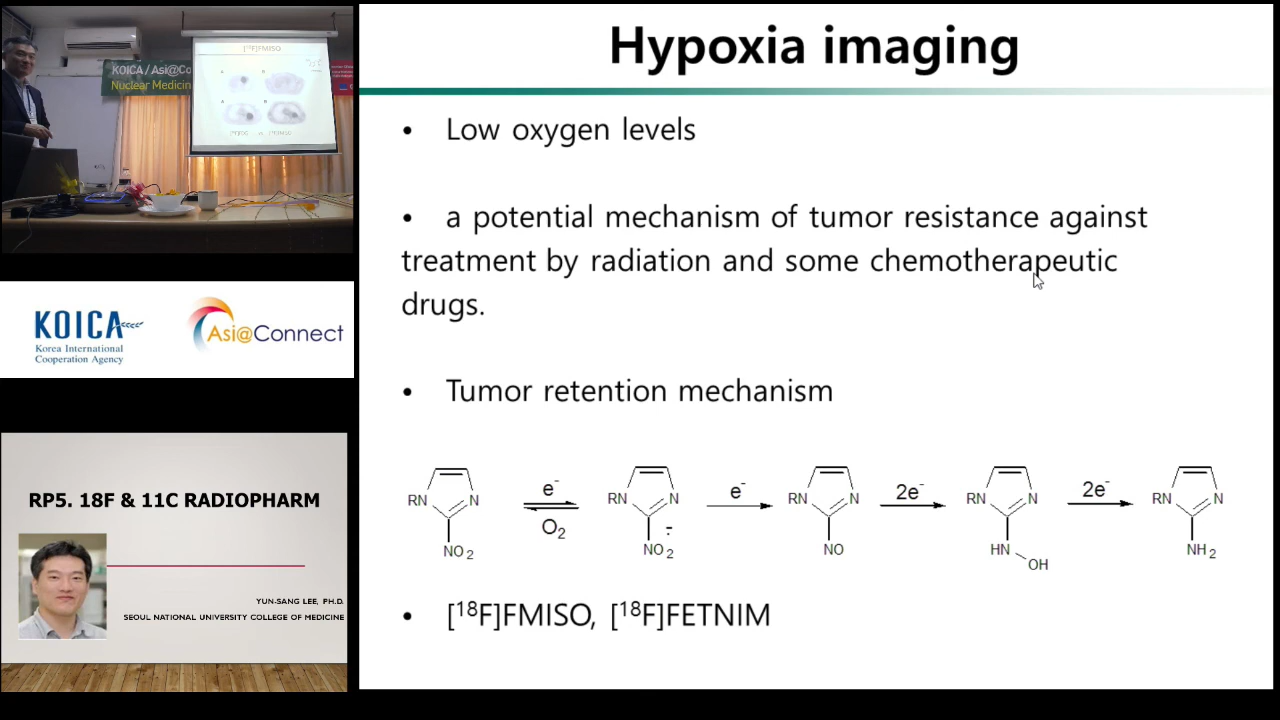 [18F]FMISO
KOICA / Asi@Co
Nuclear Medicin
KOICA
Korea International
Cooperation Agency
Asi@Connect
RP5. 18F & 11C RADIOPHARM
YUN-SANG LEE, PH.D.
SEOUL NATIONAL UNIVERSITY COLLEGE OF MEDICINE
Hypoxia imaging
• Low oxygen levels
• a potential mechanism of tumor resistance against
treatment by radiation and some chemotherapeutic
drugs.
• Tumor retention mechanism
RN N NO2
e- O2
RN N NO2 -
e-
RN N NO
2e-
RN N HN OH
2e-
RN N NH2
• [18F]FMISO, [18F]FETNIM